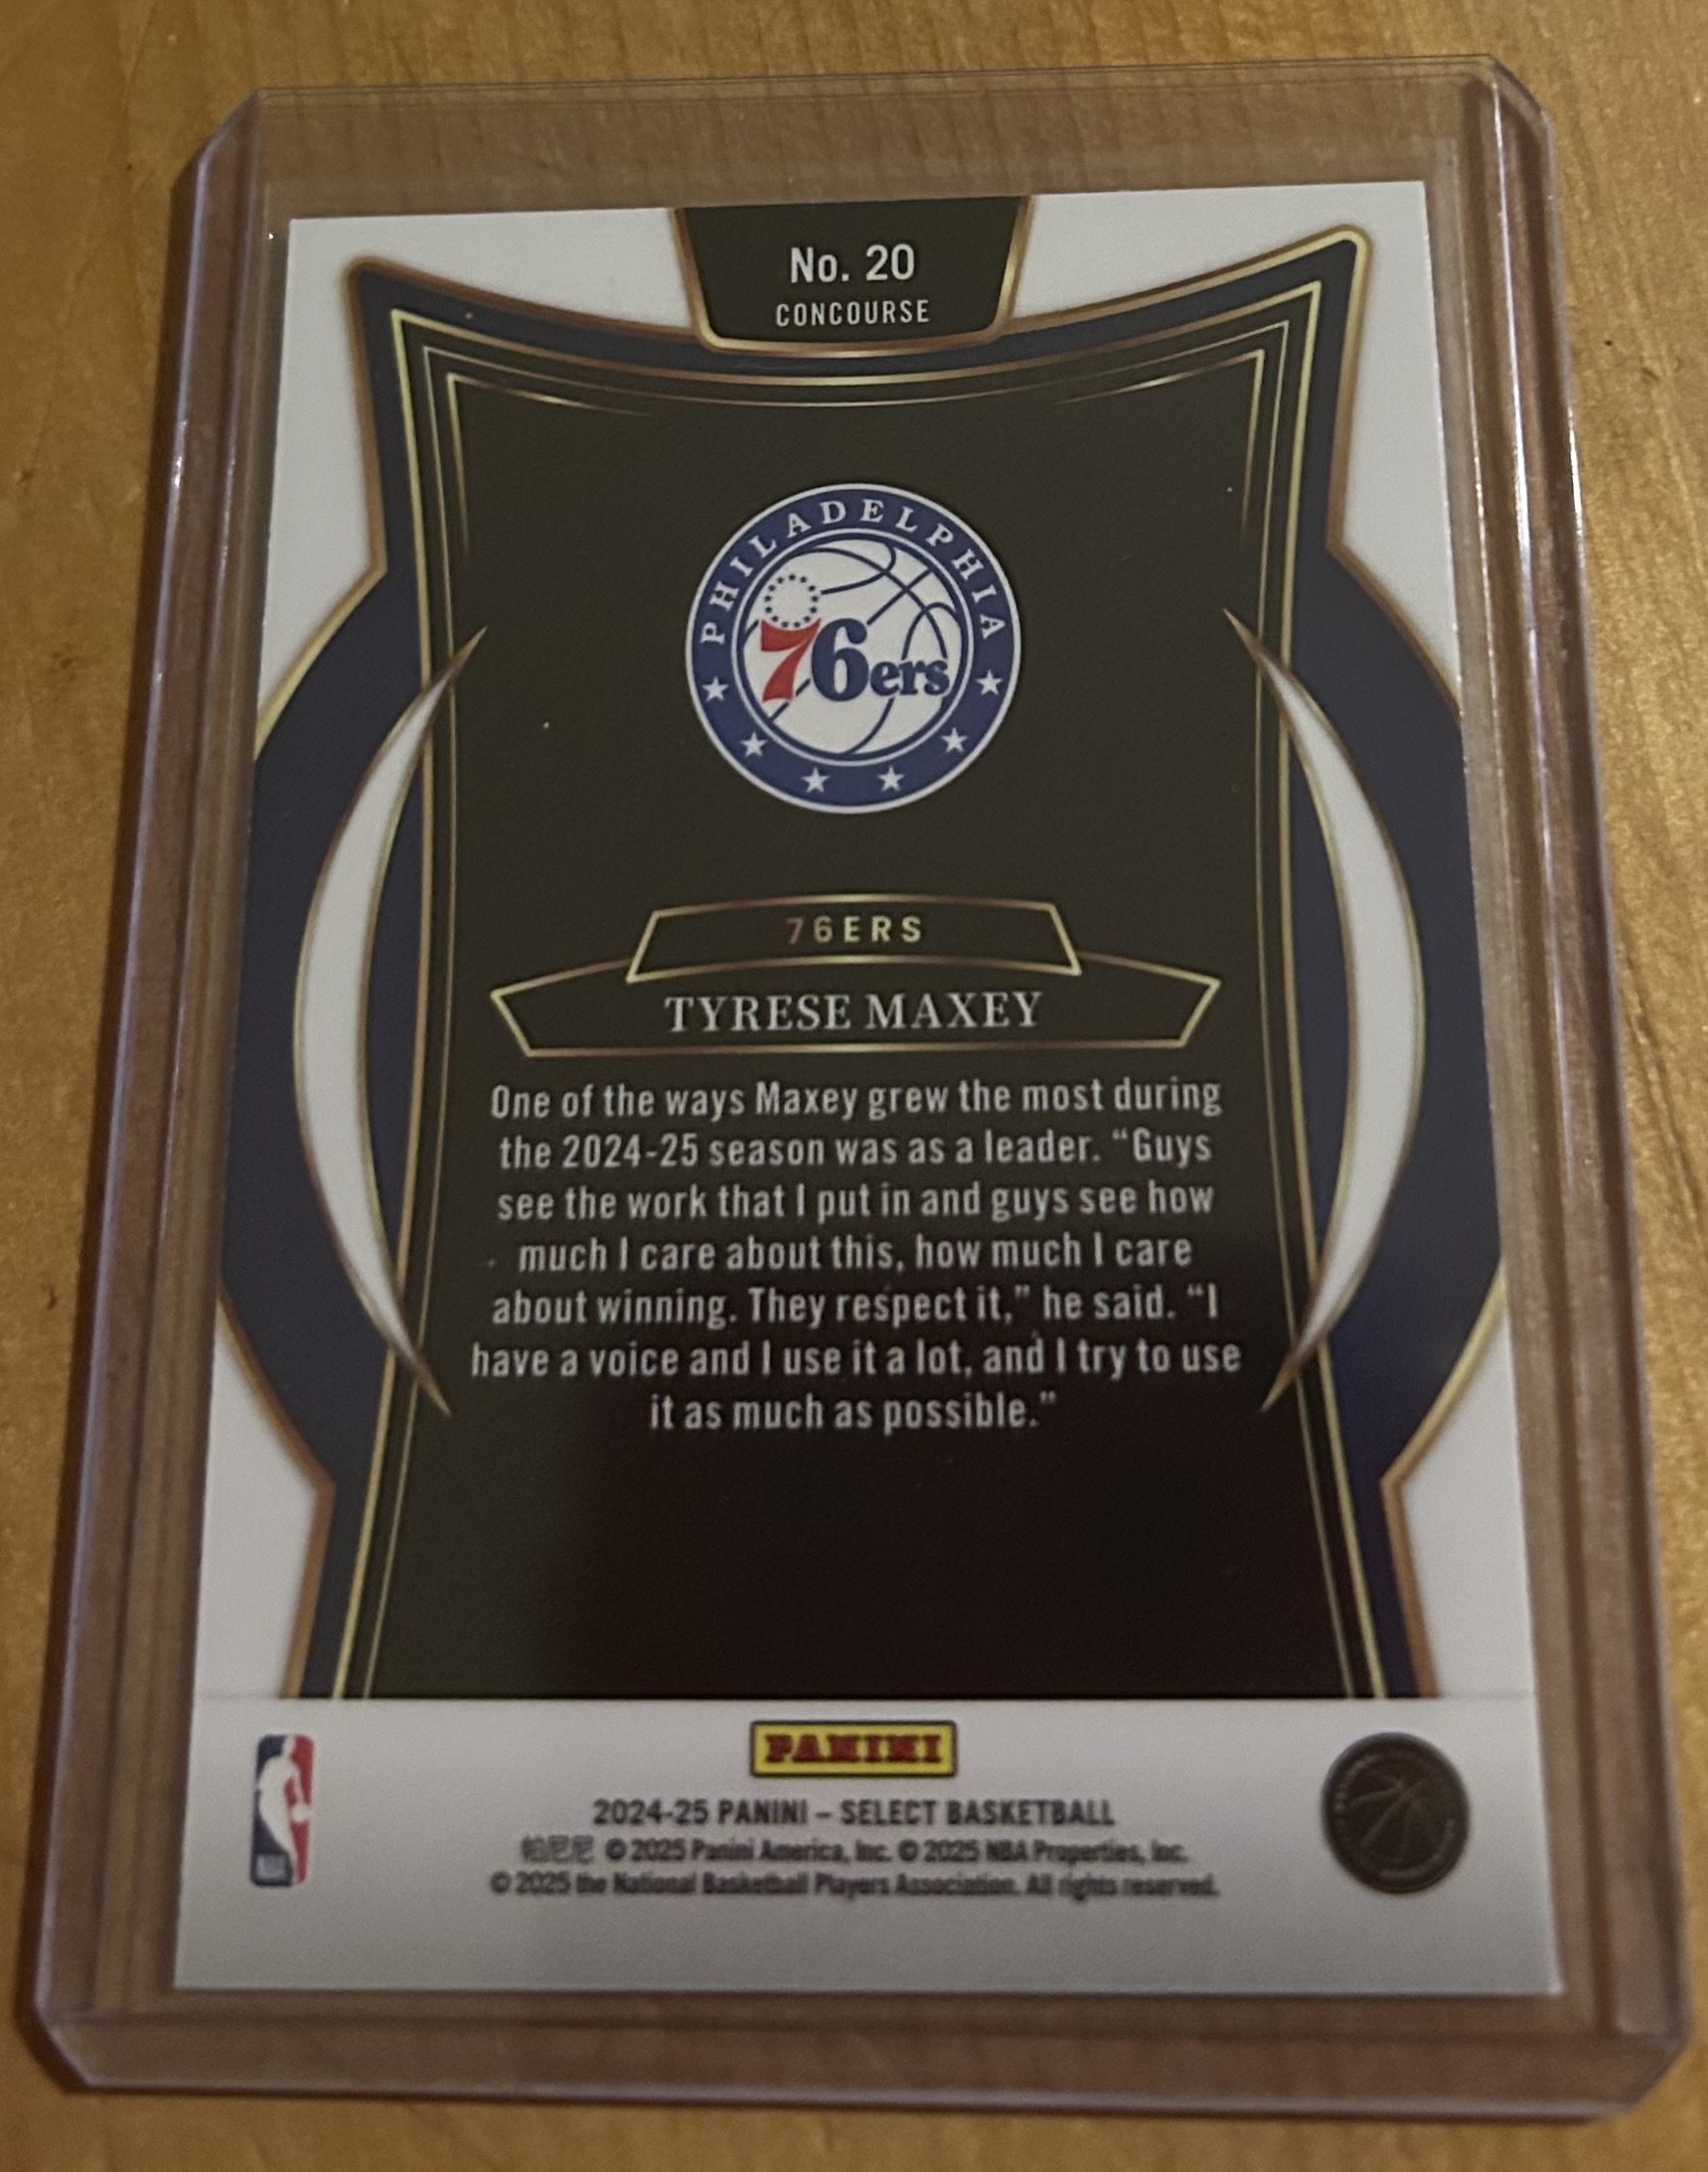 No. 20
CONCOURSE
PHILADELPHIA
76ers
76ERS
TYRESE MAXEY
One of the ways Maxey grew the most during
the 2024-25 season was as a leader. “Guys
see the work that I put in and guys see how
much I care about this, how much I care
about winning. They respect it,” he said. “I
have a voice and I use it a lot, and I try to use
it as much as possible.”
PANINI
2024-25 PANINI – SELECT BASKETBALL
帕尼尼 © 2025 Panini America, Inc. © 2025 NBA Properties, Inc.
© 2025 the National Basketball Players Association. All rights reserved.
NBA